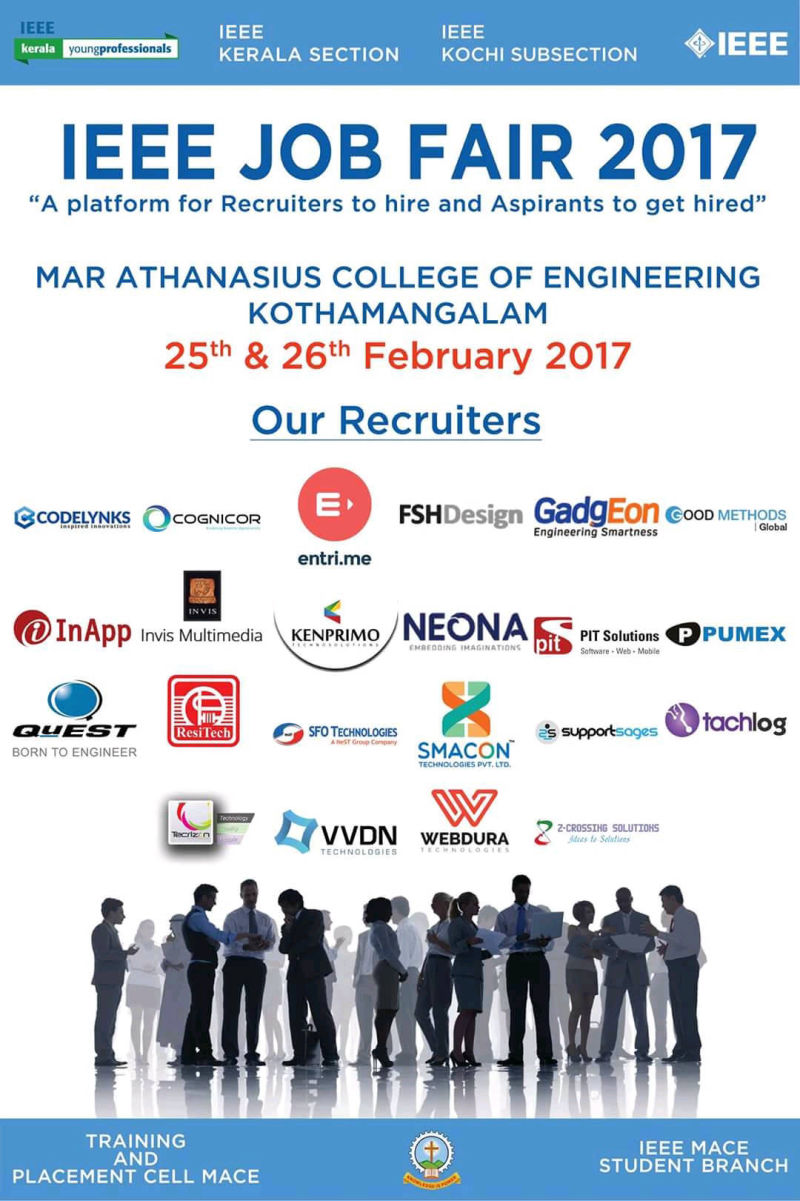 IEEE
kerala youngprofessionals
IEEE
KERALA SECTION
IEEE
KOCHI SUBSECTION
IEEE
IEEE JOB FAIR 2017
“A platform for Recruiters to hire and Aspirants to get hired”
MAR ATHANASIUS COLLEGE OF ENGINEERING
KOTHAMANGALAM
25th & 26th February 2017
Our Recruiters
CODELYNKS
inspired innovations
COGNICOR
E
entri.me
FSHDesign
GadgEon
Engineering Smartness
GOOD METHODS
| Global
InApp
INVIS
Invis Multimedia
KENPRIMO
TECHNOSOLUTIONS
NEONA
EMBEDDING IMAGINATIONS
pit
S
PIT Solutions
Software - Web - Mobile
P PUMEX
QuEST
BORN TO ENGINEER
ResiTech
SFO TECHNOLOGIES
A NeST Group Company
SMACON™
TECHNOLOGIES PVT. LTD.
supportsages
tachlog
Tecrizon
Technology
VVDN
TECHNOLOGIES
WEBDURA
TECHNOLOGIES
Z-CROSSING SOLUTIONS
Ideas to Solutions
TRAINING
AND
PLACEMENT CELL MACE
KNOWLEDGE IS POWER
IEEE MACE
STUDENT BRANCH